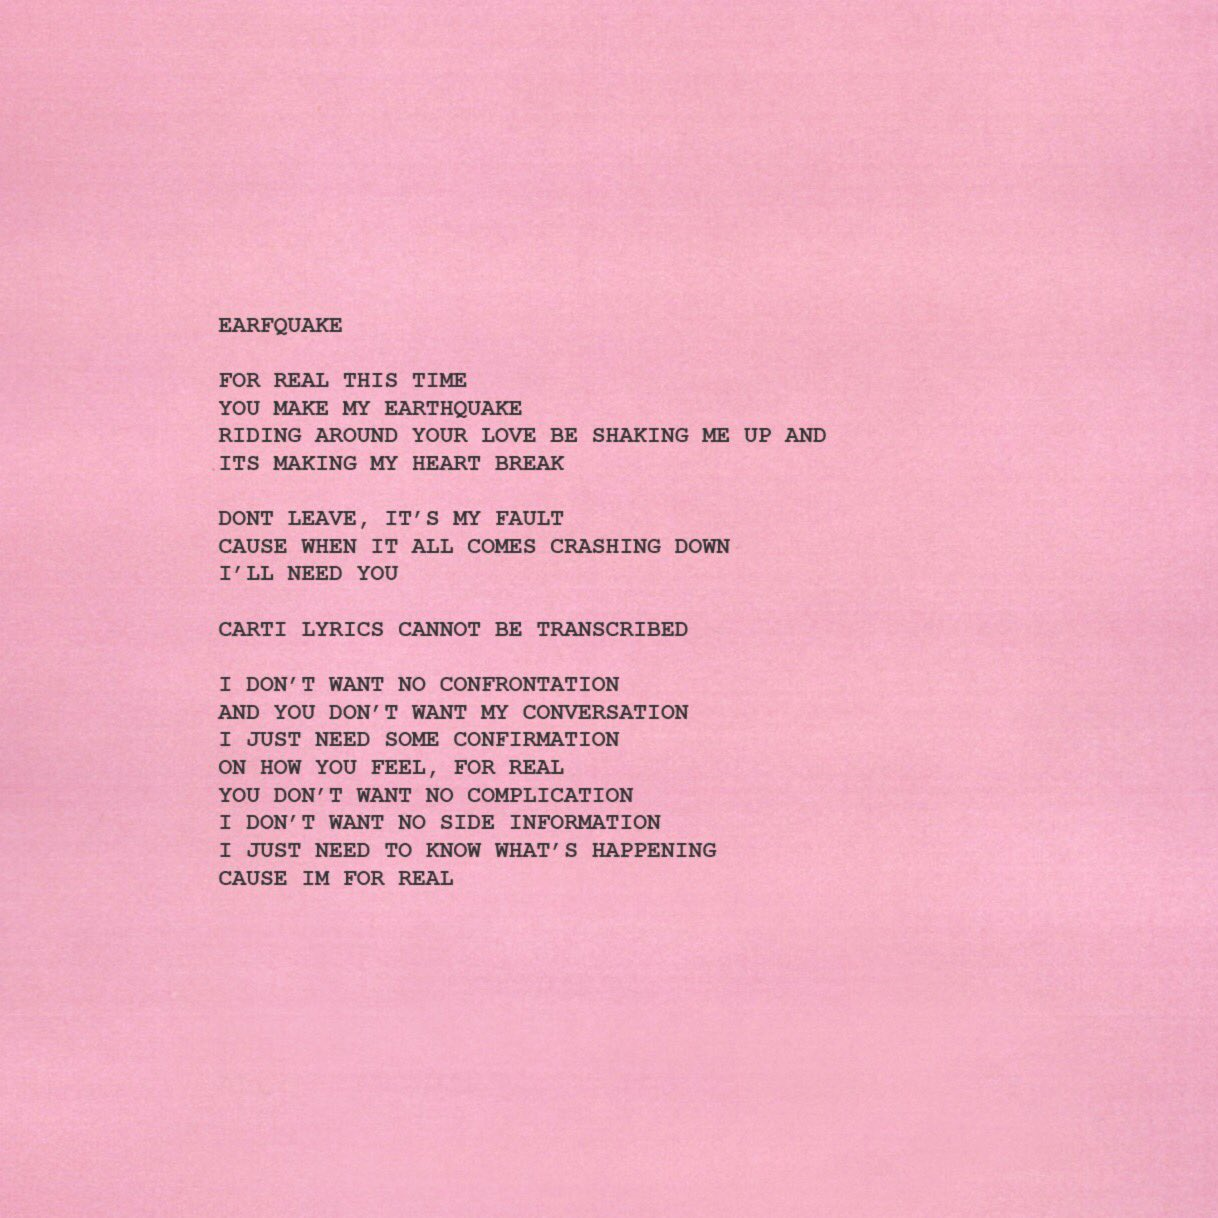 EARFQUAKE
FOR REAL THIS TIME
YOU MAKE MY EARTHQUAKE
RIDING AROUND YOUR LOVE BE SHAKING ME UP AND
ITS MAKING MY HEART BREAK
DONT LEAVE, IT’S MY FAULT
CAUSE WHEN IT ALL COMES CRASHING DOWN
I’LL NEED YOU
CARTI LYRICS CANNOT BE TRANSCRIBED
I DON’T WANT NO CONFRONTATION
AND YOU DON’T WANT MY CONVERSATION
I JUST NEED SOME CONFIRMATION
ON HOW YOU FEEL, FOR REAL
YOU DON’T WANT NO COMPLICATION
I DON’T WANT NO SIDE INFORMATION
I JUST NEED TO KNOW WHAT’S HAPPENING
CAUSE IM FOR REAL